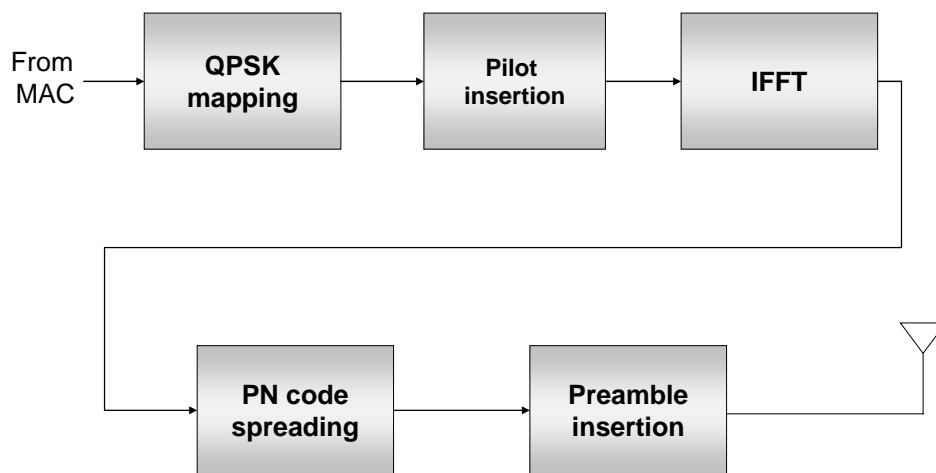 From
MAC
QPSK
mapping
Pilot
insertion
IFFT
PN code
spreading
Preamble
insertion